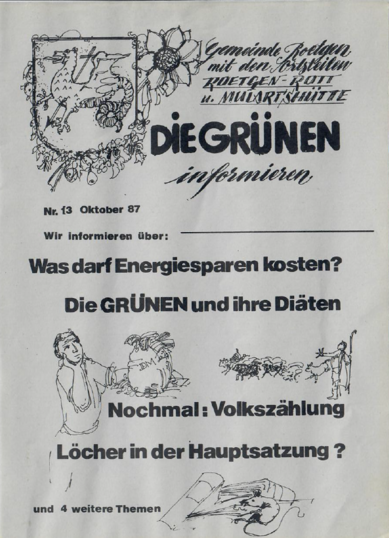 Gemeinde Roetgen
mit den Ortsteilen
ROETGEN-ROTT
u. MULARTSHÜTTE
DIE GRÜNEN
informieren
Nr. 13 Oktober 87
Wir informieren über:
Was darf Energiesparen kosten?
Die GRÜNEN und ihre Diäten
Nochmal: Volkszählung
Löcher in der Hauptsatzung?
und 4 weitere Themen